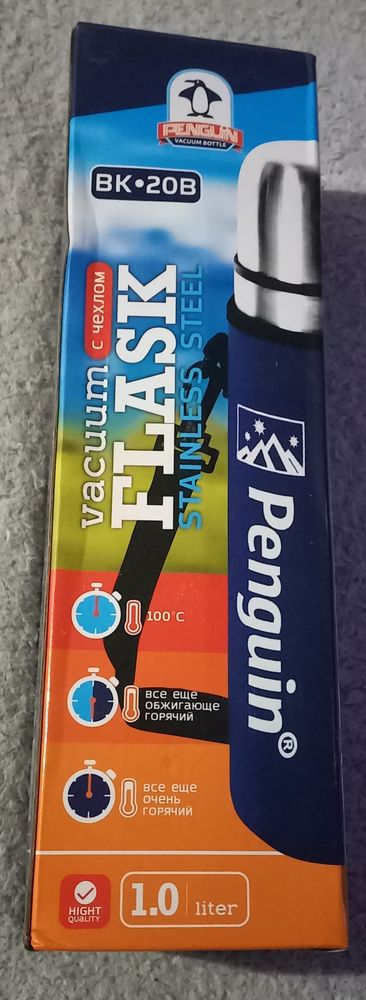 PENGUIN
VACUUM BOTTLE
BK•20B
vacuum с чехлом
FLASK
STAINLESS STEEL
Penguin®
100°C
все еще
обжигающе
горячий
все еще
очень
горячий
HIGHT
QUALITY
1.0 liter